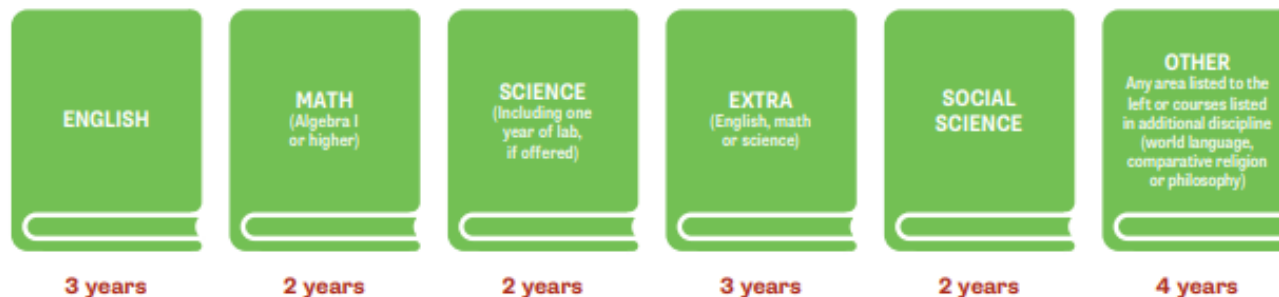 ENGLISH
3 years
MATH
(Algebra I
or higher)
2 years
SCIENCE
(Including one
year of lab,
if offered)
2 years
EXTRA
(English, math
or science)
3 years
SOCIAL
SCIENCE
2 years
OTHER
Any area listed to the
left or courses listed
in additional discipline
(world language,
comparative religion
or philosophy)
4 years